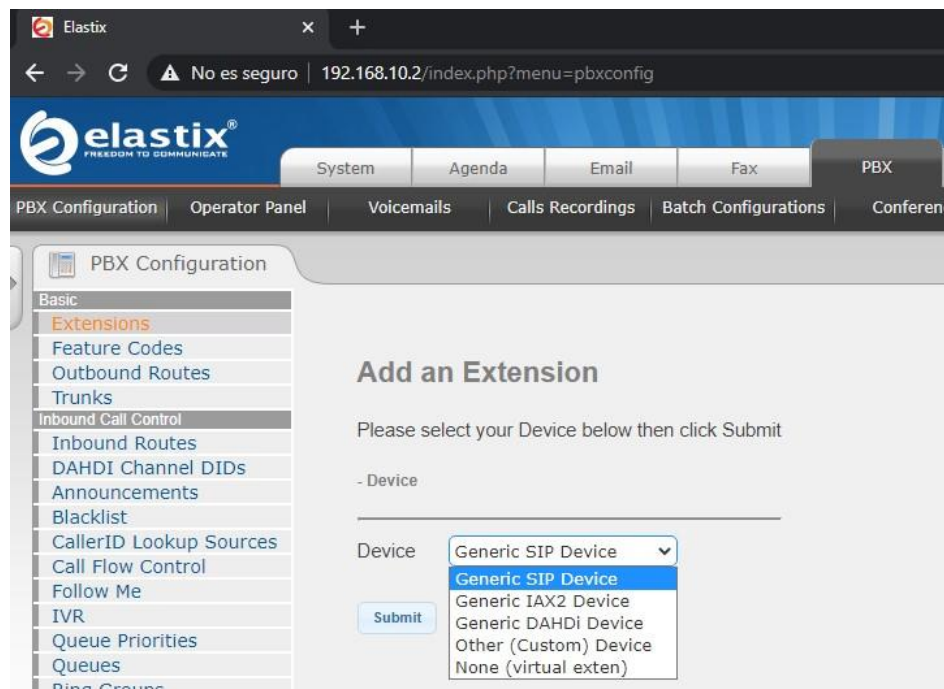 Elastix
No es seguro 192.168.10.2/index.php?menu=pbxconfig
elastix®
FREEDOM TO COMMUNICATE
System Agenda Email Fax PBX
PBX Configuration Operator Panel Voicemails Calls Recordings Batch Configurations Conferen
PBX Configuration
Basic
Extensions
Feature Codes
Outbound Routes
Trunks
Inbound Call Control
Inbound Routes
DAHDI Channel DIDs
Announcements
Blacklist
CallerID Lookup Sources
Call Flow Control
Follow Me
IVR
Queue Priorities
Queues
Ring Groups
Add an Extension
Please select your Device below then click Submit
- Device
Device Generic SIP Device
Generic SIP Device
Generic IAX2 Device
Generic DAHDi Device
Other (Custom) Device
None (virtual exten)
Submit